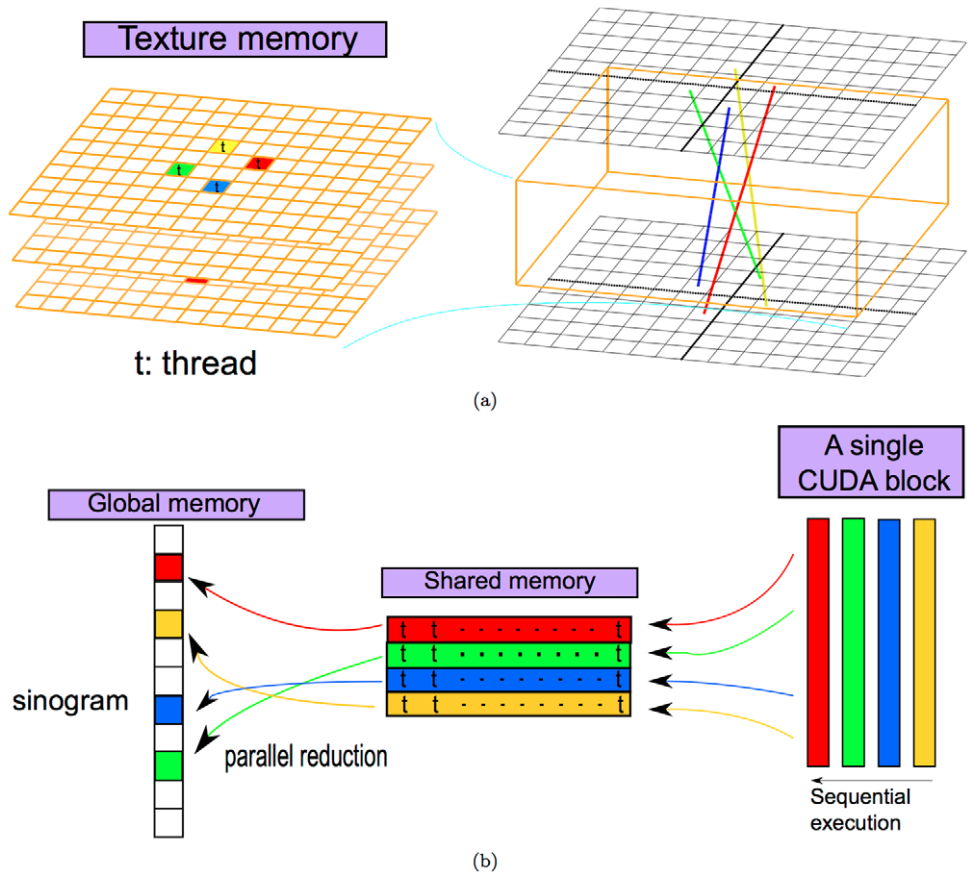 Texture memory
t
t
t
t
t: thread
(a)
A single
CUDA block
Global memory
Shared memory
t t - - - - - - - - t
t t - - - - - - - - t
t t - - - - - - - - t
t t - - - - - - - - t
sinogram
parallel reduction
Sequential
execution
(b)